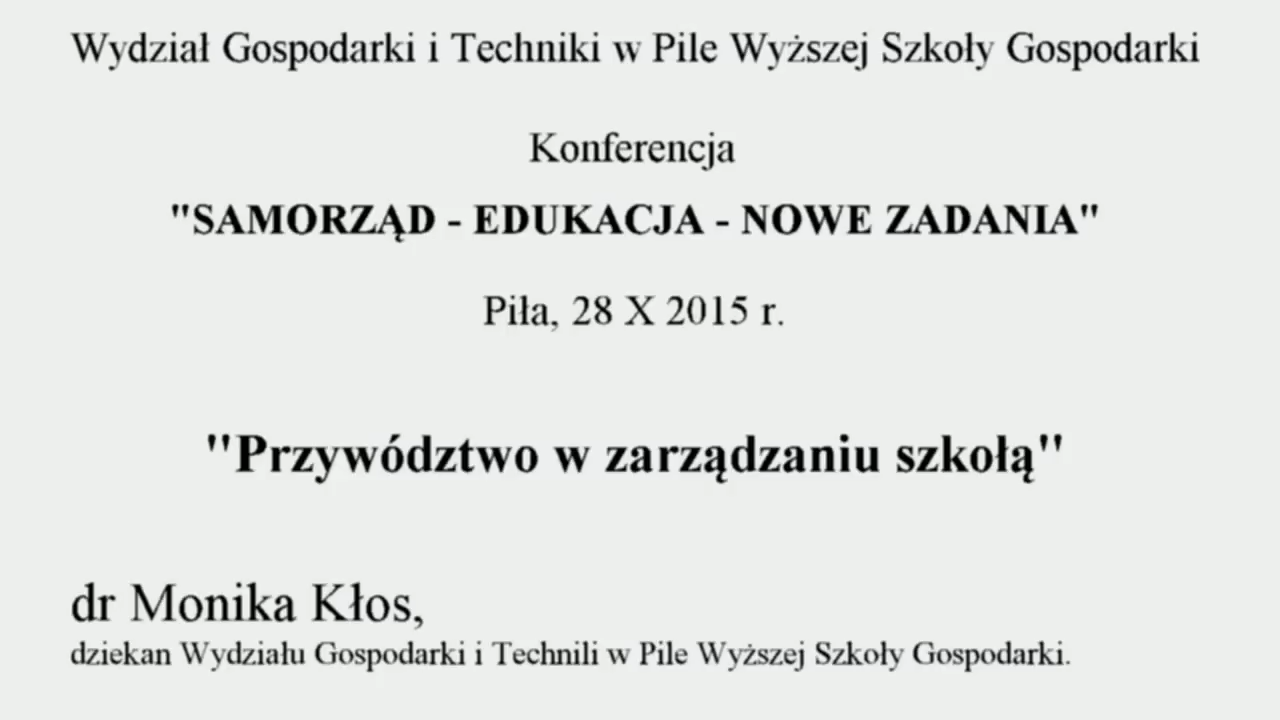 Wydział Gospodarki i Techniki w Pile Wyższej Szkoły Gospodarki
Konferencja
"SAMORZĄD - EDUKACJA - NOWE ZADANIA"
Piła, 28 X 2015 r.
"Przywództwo w zarządzaniu szkołą"
dr Monika Kłos,
dziekan Wydziału Gospodarki i Technili w Pile Wyższej Szkoły Gospodarki.